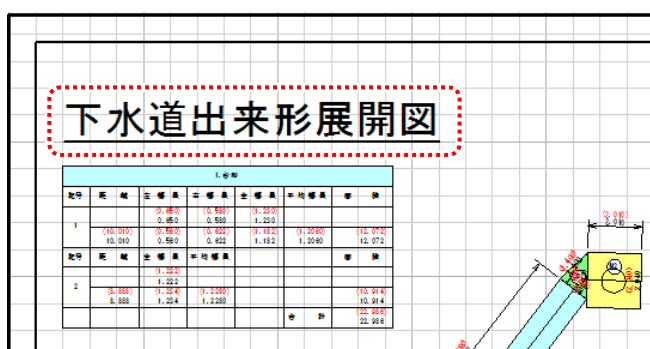 下水道出来形展開図
1.台形
記号 距 離 左 幅 員 右 幅 員 全 幅 員 平均幅員 面 積
(0.650) (0.580) (1.230)
1 0.650 0.580 1.230
(10.010) (0.560) (0.622) (1.182) (1.2060) (12.072)
10.010 0.560 0.622 1.182 1.2060 12.072
記号 距 離 全 幅 員 平均幅員 面 積
(1.222)
2 1.222
(8.888) (1.234) (1.2280) (10.914)
8.888 1.234 1.2280 10.914
(22.986)
合 計 22.986